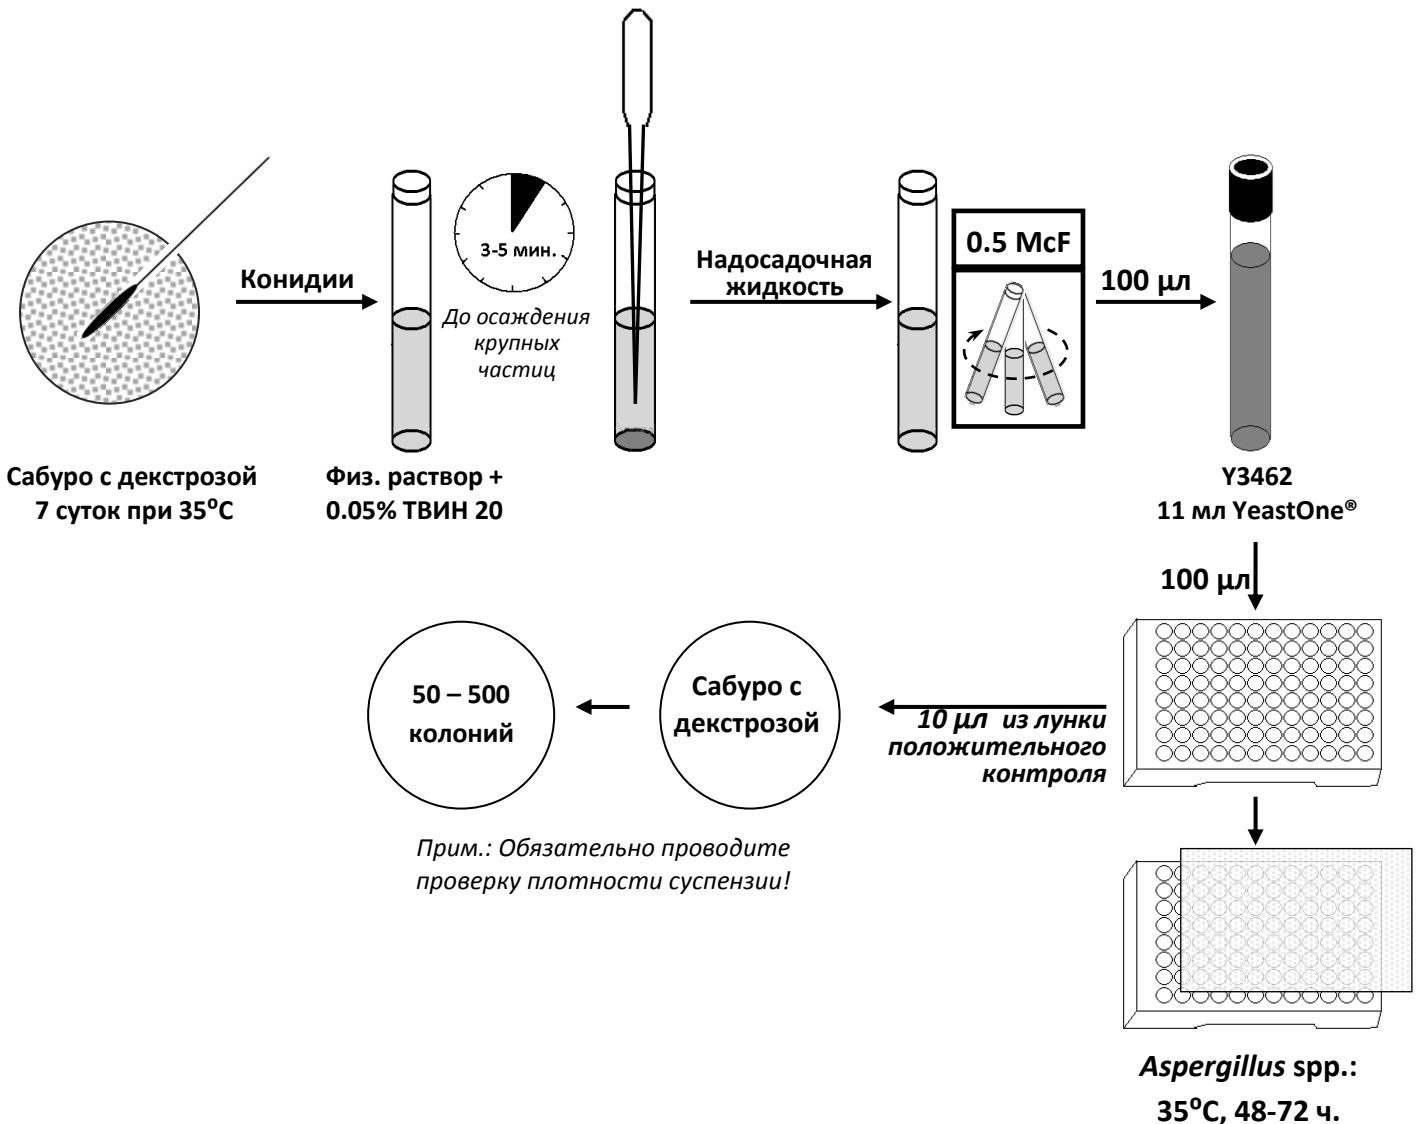 Конидии
3-5 мин.
До осаждения
крупных
частиц
Надосадочная
жидкость
0.5 McF
100 μл
Сабуро с декстрозой
7 суток при 35⁰С
Физ. раствор +
0.05% ТВИН 20
Y3462
11 мл YeastOne®
100 μл
10 μл из лунки
положительного
контроля
Сабуро с
декстрозой
50 – 500
колоний
Прим.: Обязательно проводите
проверку плотности суспензии!
Aspergillus spp.:
35⁰С, 48-72 ч.